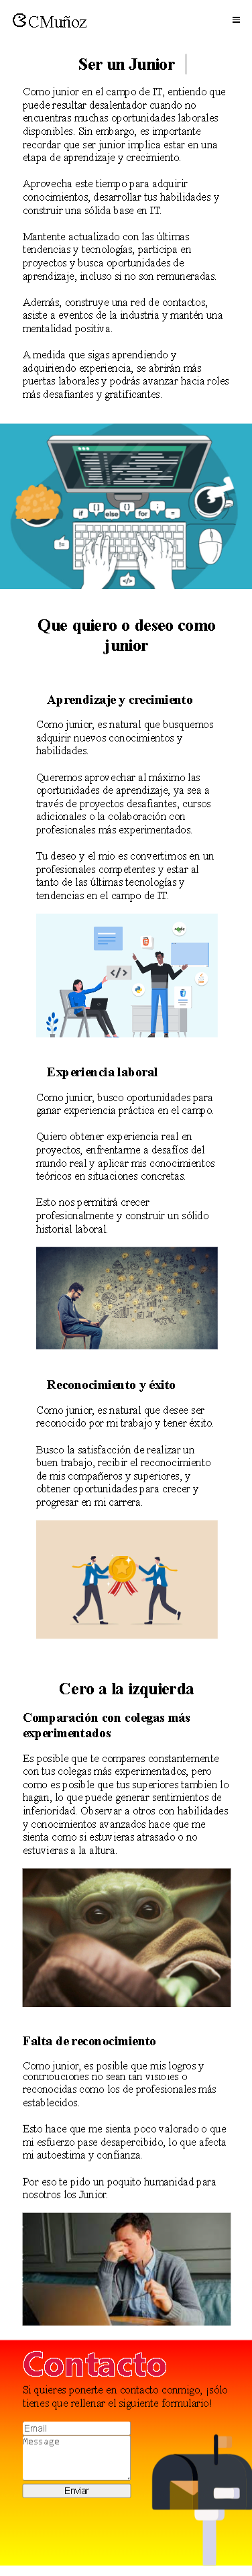 CMuñoz
Ser un Junior
Como junior en el campo de IT, entiendo que
puede resultar desalentador cuando no
encuentras muchas oportunidades laborales
disponibles. Sin embargo, es importante
recordar que ser junior implica estar en una
etapa de aprendizaje y crecimiento.
Aprovecha este tiempo para adquirir
conocimientos, desarrollar tus habilidades y
construir una sólida base en IT.
Mantente actualizado con las últimas
tendencias y tecnologías, participa en
proyectos y busca oportunidades de
aprendizaje, incluso si no son remuneradas.
Además, construye una red de contactos,
asiste a eventos de la industria y mantén una
mentalidad positiva.
A medida que sigas aprendiendo y
adquiriendo experiencia, se abrirán más
puertas laborales y podrás avanzar hacia roles
más desafiantes y gratificantes.
if {} []
else for ;
!=
</>
Que quiero o deseo como
junior
Aprendizaje y crecimiento
Como junior, es natural que busquemos
adquirir nuevos conocimientos y
habilidades.
Queremos aprovechar al máximo las
oportunidades de aprendizaje, ya sea a
través de proyectos desafiantes, cursos
adicionales o la colaboración con
profesionales más experimentados.
Tu deseo y el mio es convertirnos en un
profesionales competentes y estar al
tanto de las últimas tecnologías y
tendencias en el campo de IT.
</>
Experiencia laboral
Como junior, busco oportunidades para
ganar experiencia práctica en el campo.
Quiero obtener experiencia real en
proyectos, enfrentarme a desafíos del
mundo real y aplicar mis conocimientos
teóricos en situaciones concretas.
Esto nos permitirá crecer
profesionalmente y construir un sólido
historial laboral.
Reconocimiento y éxito
Como junior, es natural que desee ser
reconocido por mi trabajo y tener éxito.
Busco la satisfacción de realizar un
buen trabajo, recibir el reconocimiento
de mis compañeros y superiores, y
obtener oportunidades para crecer y
progresar en mi carrera.
Cero a la izquierda
Comparación con colegas más
experimentados
Es posible que te compares constantemente
con tus colegas más experimentados, pero
como es posible que tus superiores tambien lo
hagan, lo que puede generar sentimientos de
inferioridad. Observar a otros con habilidades
y conocimientos avanzados hace que me
sienta como si estuvieras atrasado o no
estuvieras a la altura.
Falta de reconocimiento
Como junior, es posible que mis logros y
contribuciones no sean tan visibles o
reconocidas como los de profesionales más
establecidos.
Esto hace que me sienta poco valorado o que
mi esfuerzo pase desapercibido, lo que afecta
mi autoestima y confianza.
Por eso te pido un poquito humanidad para
nosotros los Junior.
Contacto
Si quieres ponerte en contacto conmigo, ¡sólo
tienes que rellenar el siguiente formulario!
Email
Message
Enviar